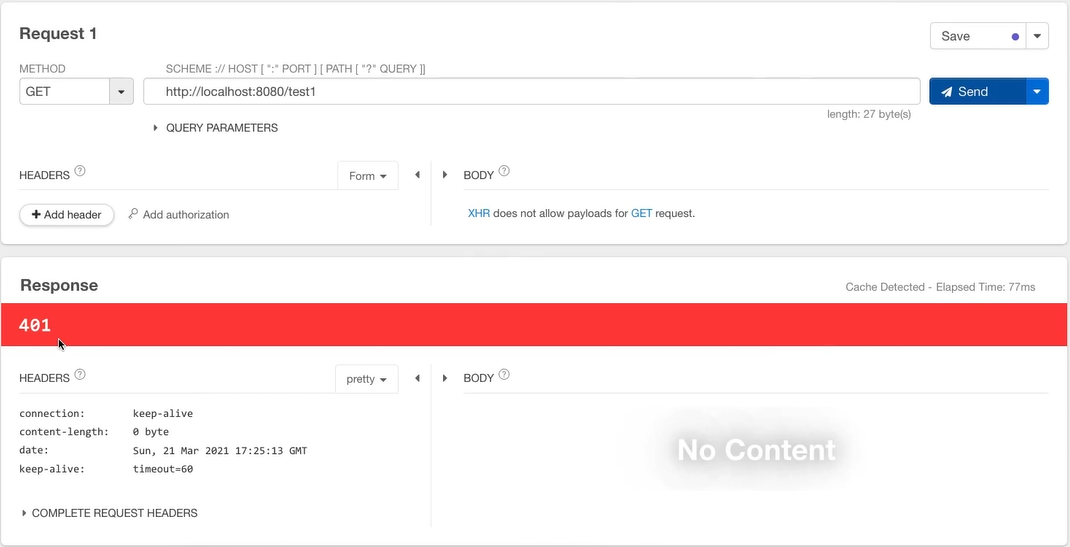 Request 1
Save
METHOD
SCHEME :// HOST [ ":" PORT ] [ PATH [ "?" QUERY ]]
GET
http://localhost:8080/test1
Send
length: 27 byte(s)
QUERY PARAMETERS
HEADERS ?
Form
BODY ?
+ Add header
Add authorization
XHR does not allow payloads for GET request.
Response
Cache Detected - Elapsed Time: 77ms
401
HEADERS ?
pretty
BODY ?
connection: keep-alive
content-length: 0 byte
date: Sun, 21 Mar 2021 17:25:13 GMT
keep-alive: timeout=60
No Content
COMPLETE REQUEST HEADERS